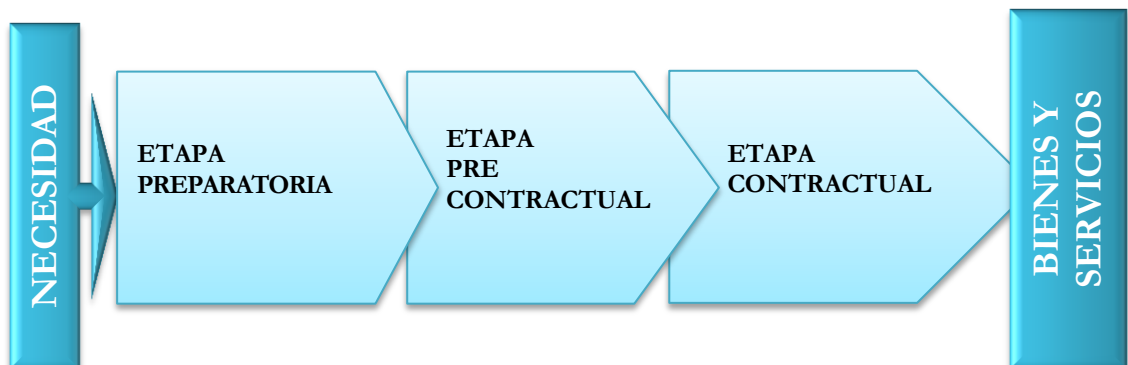 NECESIDAD
ETAPA
PREPARATORIA
ETAPA
PRE
CONTRACTUAL
ETAPA
CONTRACTUAL
BIENES Y
SERVICIOS